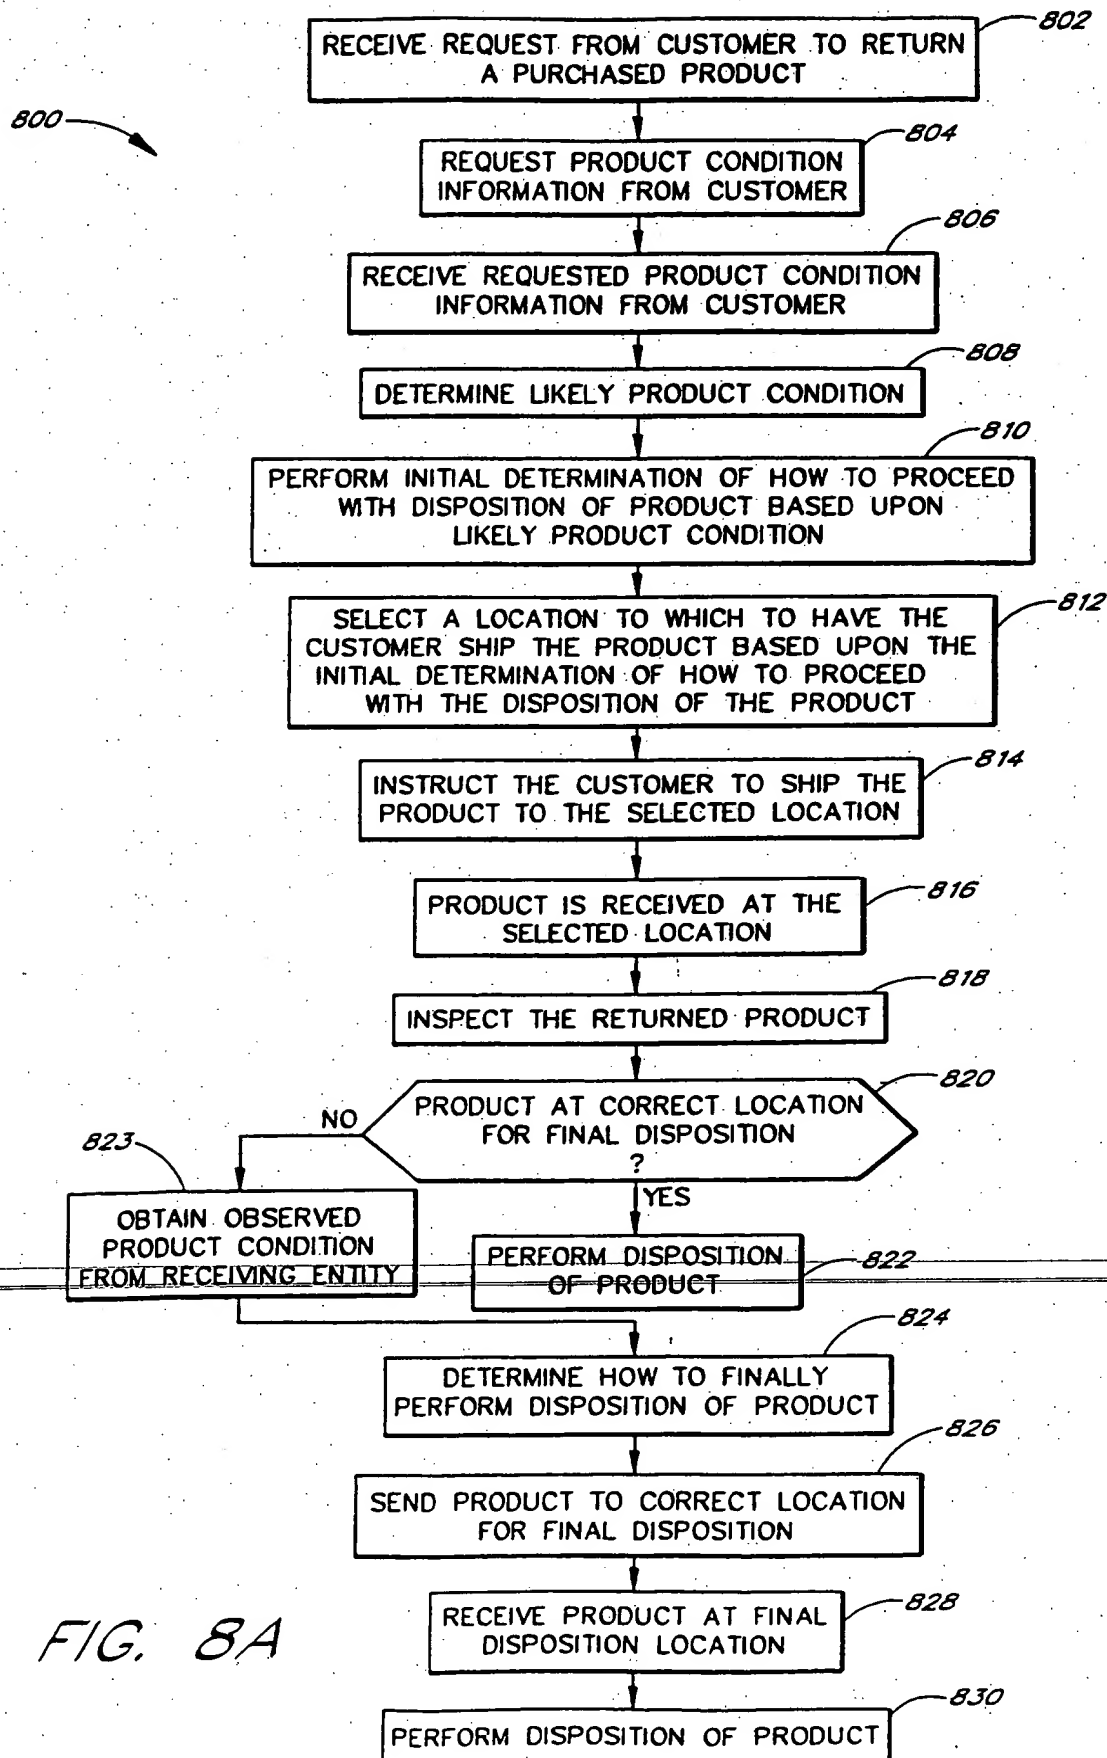 802
RECEIVE REQUEST FROM CUSTOMER TO RETURN
A PURCHASED PRODUCT
800
804
REQUEST PRODUCT CONDITION
INFORMATION FROM CUSTOMER
806
RECEIVE REQUESTED PRODUCT CONDITION
INFORMATION FROM CUSTOMER
808
DETERMINE LIKELY PRODUCT CONDITION
810
PERFORM INITIAL DETERMINATION OF HOW TO PROCEED
WITH DISPOSITION OF PRODUCT BASED UPON
LIKELY PRODUCT CONDITION
812
SELECT A LOCATION TO WHICH TO HAVE THE
CUSTOMER SHIP THE PRODUCT BASED UPON THE
INITIAL DETERMINATION OF HOW TO PROCEED
WITH THE DISPOSITION OF THE PRODUCT
814
INSTRUCT THE CUSTOMER TO SHIP THE
PRODUCT TO THE SELECTED LOCATION
816
PRODUCT IS RECEIVED AT THE
SELECTED LOCATION
818
INSPECT THE RETURNED PRODUCT
820
PRODUCT AT CORRECT LOCATION
FOR FINAL DISPOSITION
?
NO
823
YES
OBTAIN OBSERVED
PRODUCT CONDITION
FROM RECEIVING ENTITY
PERFORM DISPOSITION
OF PRODUCT
822
824
DETERMINE HOW TO FINALLY
PERFORM DISPOSITION OF PRODUCT
826
SEND PRODUCT TO CORRECT LOCATION
FOR FINAL DISPOSITION
828
RECEIVE PRODUCT AT FINAL
DISPOSITION LOCATION
FIG. 8A
830
PERFORM DISPOSITION OF PRODUCT